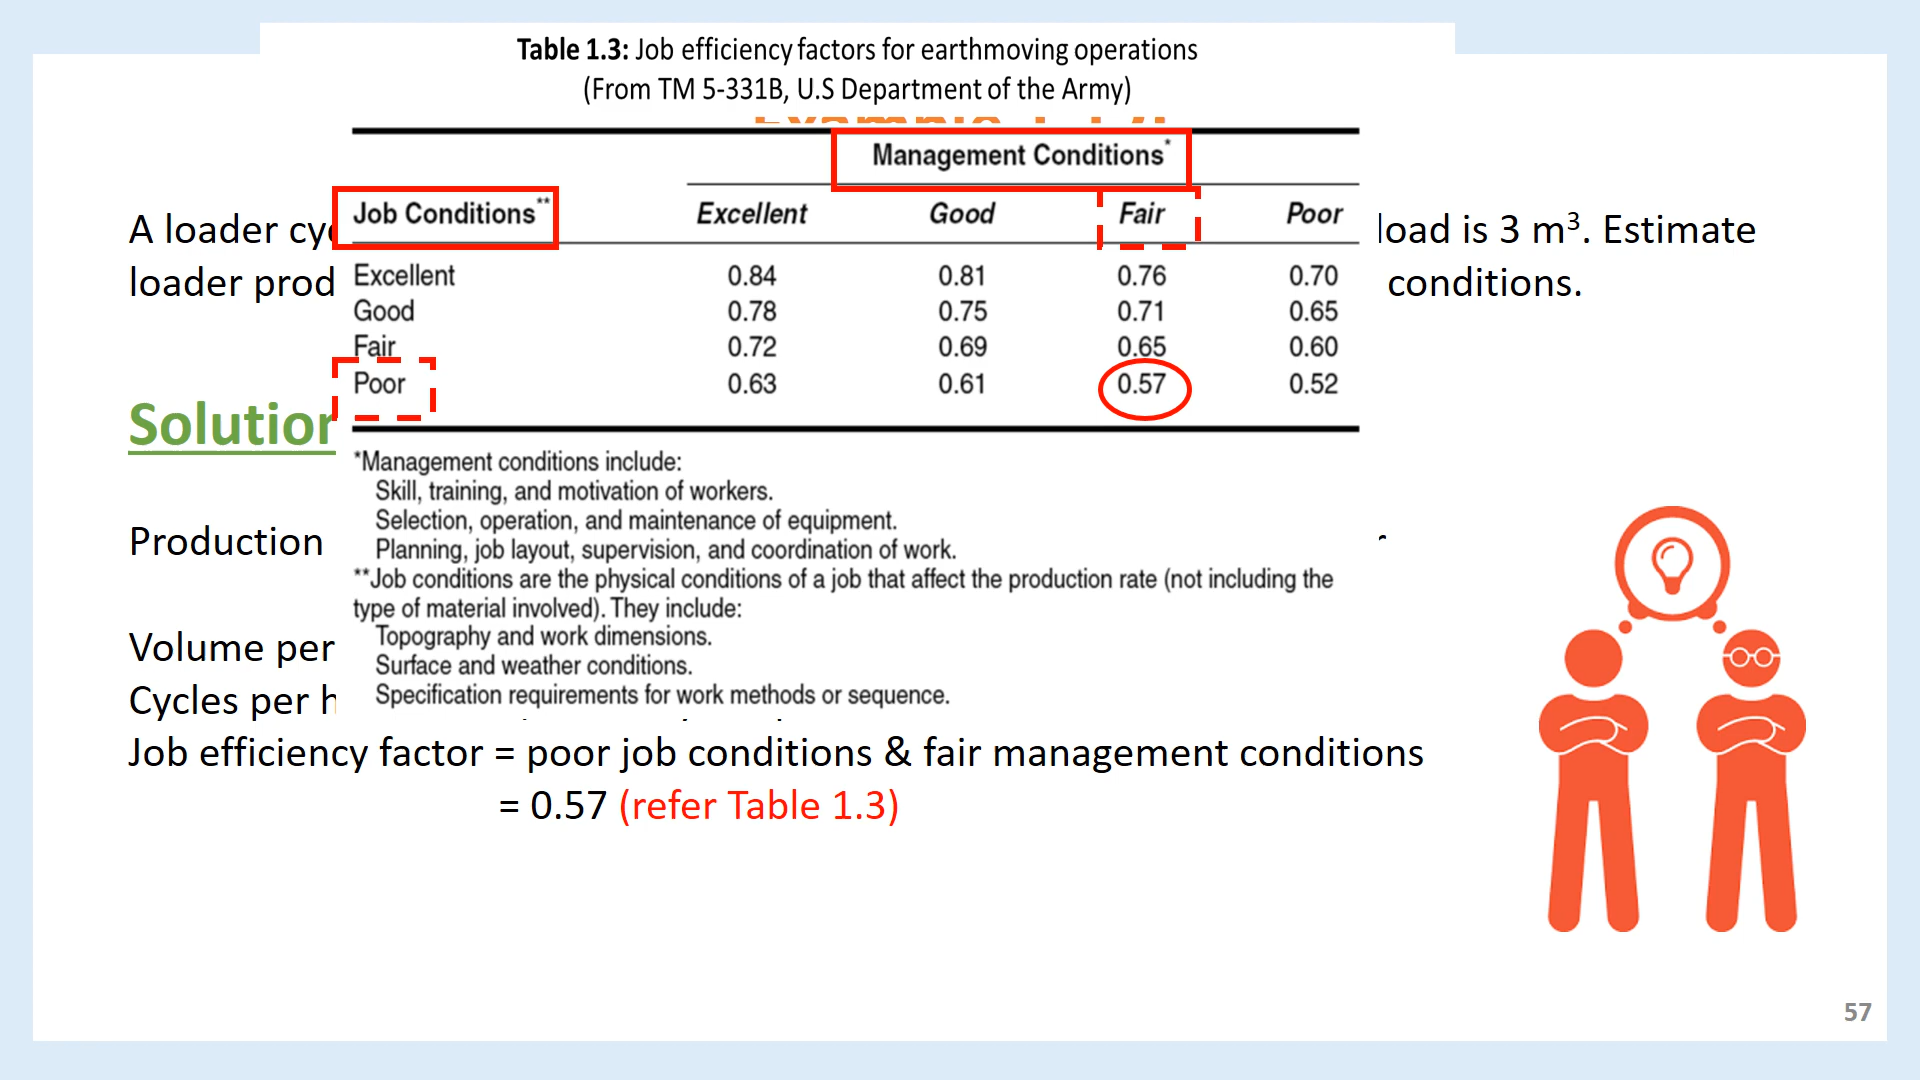 Table 1.3: Job efficiency factors for earthmoving operations
(From TM 5-331B, U.S Department of the Army)
Management Conditions*
Job Conditions** Excellent Good Fair Poor
Excellent 0.84 0.81 0.76 0.70
Good 0.78 0.75 0.71 0.65
Fair 0.72 0.69 0.65 0.60
Poor 0.63 0.61 0.57 0.52
*Management conditions include:
Skill, training, and motivation of workers.
Selection, operation, and maintenance of equipment.
Planning, job layout, supervision, and coordination of work.
**Job conditions are the physical conditions of a job that affect the production rate (not including the
type of material involved). They include:
Topography and work dimensions.
Surface and weather conditions.
Specification requirements for work methods or sequence.
A loader load is 3 m³. Estimate
loader conditions.
Solution
Production
Volume per
Cycles per
Job efficiency factor = poor job conditions & fair management conditions
= 0.57 (refer Table 1.3)
57